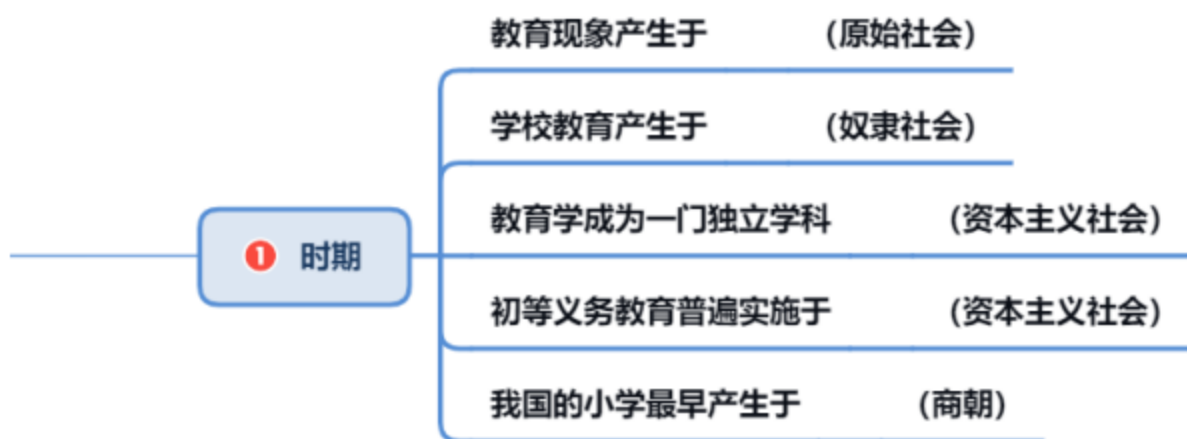 教育现象产生于 （原始社会）
学校教育产生于 （奴隶社会）
教育学成为一门独立学科 （资本主义社会）
1 时期
初等义务教育普遍实施于 （资本主义社会）
我国的小学最早产生于 （商朝）